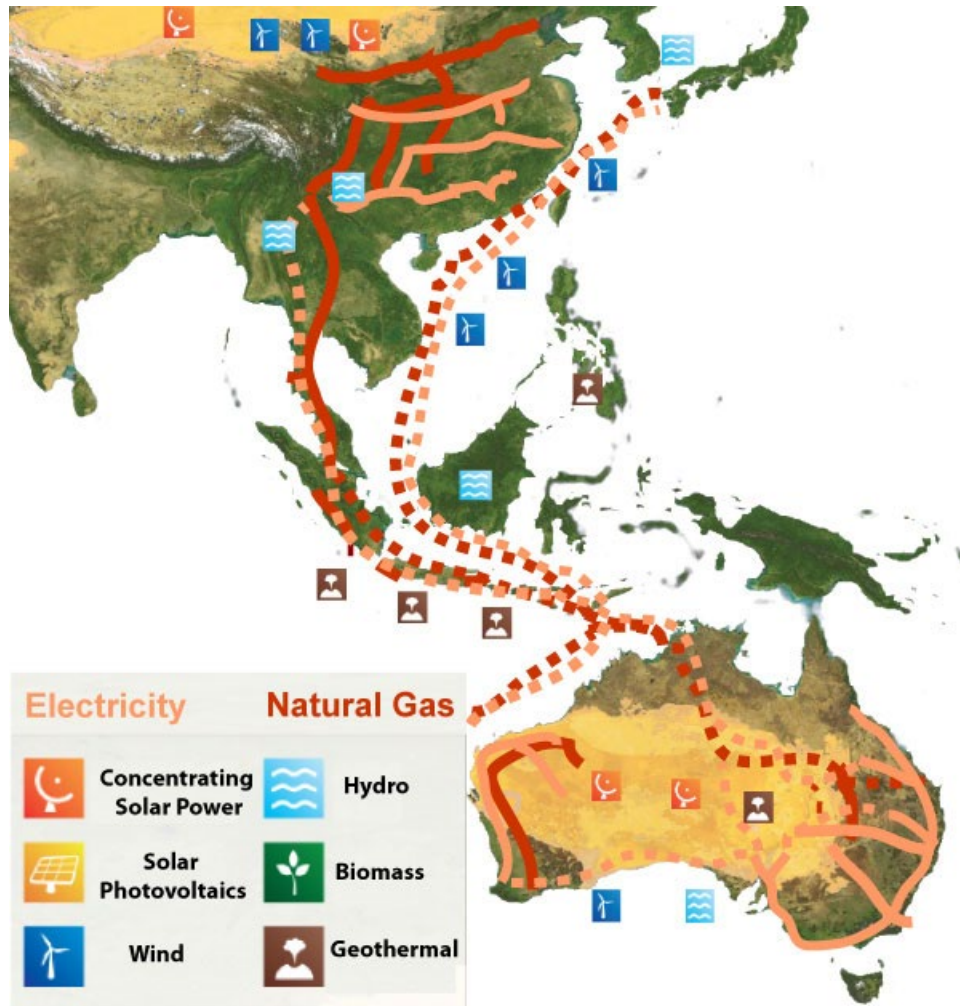 Electricity
Natural Gas
Concentrating
Solar Power
Hydro
Solar
Photovoltaics
Biomass
Wind
Geothermal